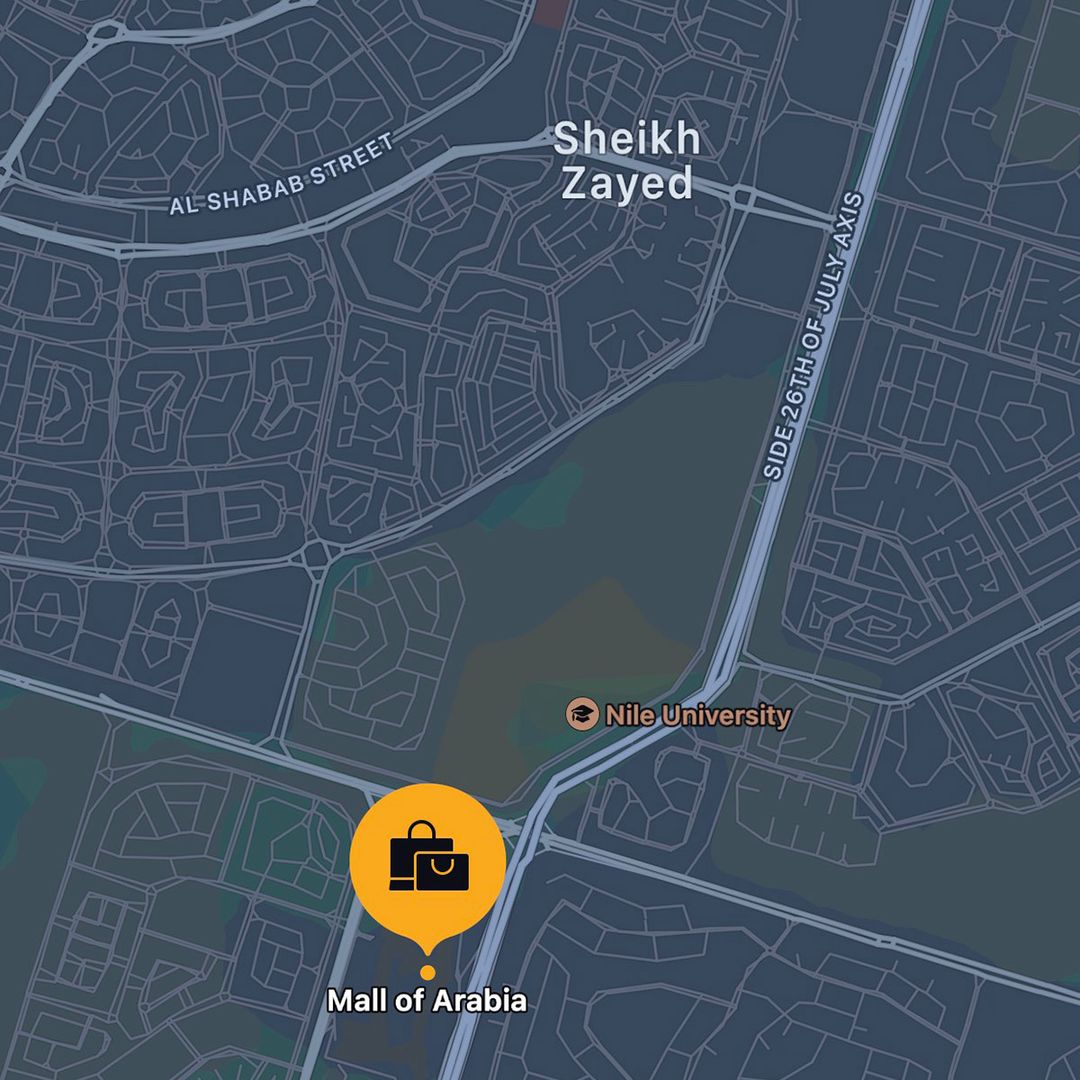 Sheikh
Zayed
AL SHABAB STREET
SIDE 26TH OF JULY AXIS
Nile University
Mall of Arabia